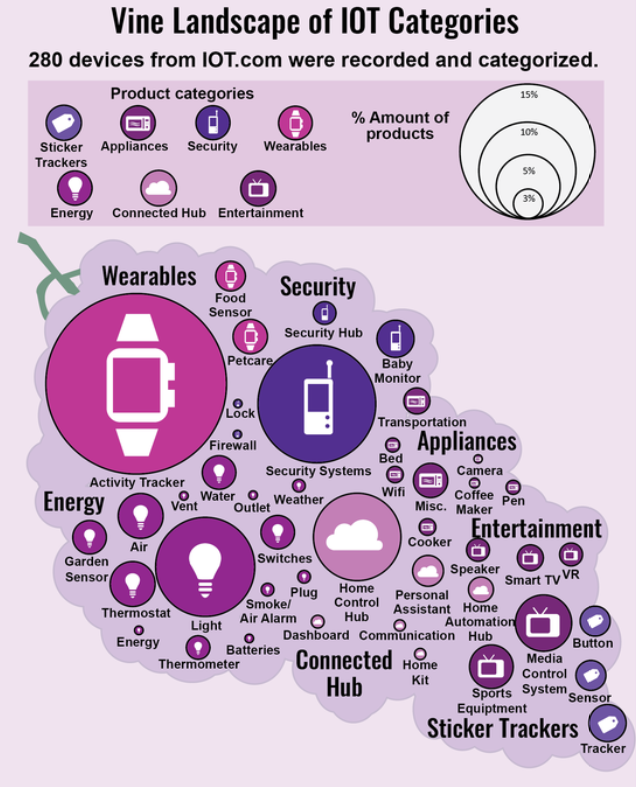 Vine Landscape of IOT Categories
280 devices from IOT.com were recorded and categorized.
Product categories
Sticker
Trackers
Appliances
Security
Wearables
Energy
Connected Hub
Entertainment
% Amount of
products
15%
10%
5%
3%
Wearables
Food
Sensor
Petcare
Activity Tracker
Security
Security Hub
Baby
Monitor
Lock
Firewall
Security Systems
Transportation
Appliances
Bed
Wifi
Misc.
Camera
Coffee
Maker
Pen
Cooker
Energy
Water
Vent
Outlet
Weather
Garden
Sensor
Air
Switches
Thermostat
Light
Smoke/
Air Alarm
Plug
Energy
Thermometer
Batteries
Home
Control
Hub
Personal
Assistant
Home
Automation
Hub
Dashboard
Communication
Home
Kit
Connected
Hub
Entertainment
Speaker
Smart TV
VR
Media
Control
System
Sports
Equiptment
Button
Sensor
Sticker Trackers
Tracker